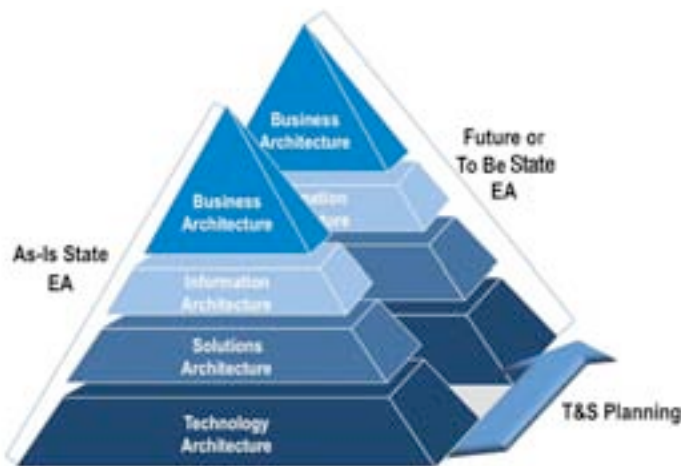 Business
Architecture
Future or
To Be State
EA
Business
Architecture
As-Is State
EA
Information
Architecture
Solutions
Architecture
T&S Planning
Technology
Architecture